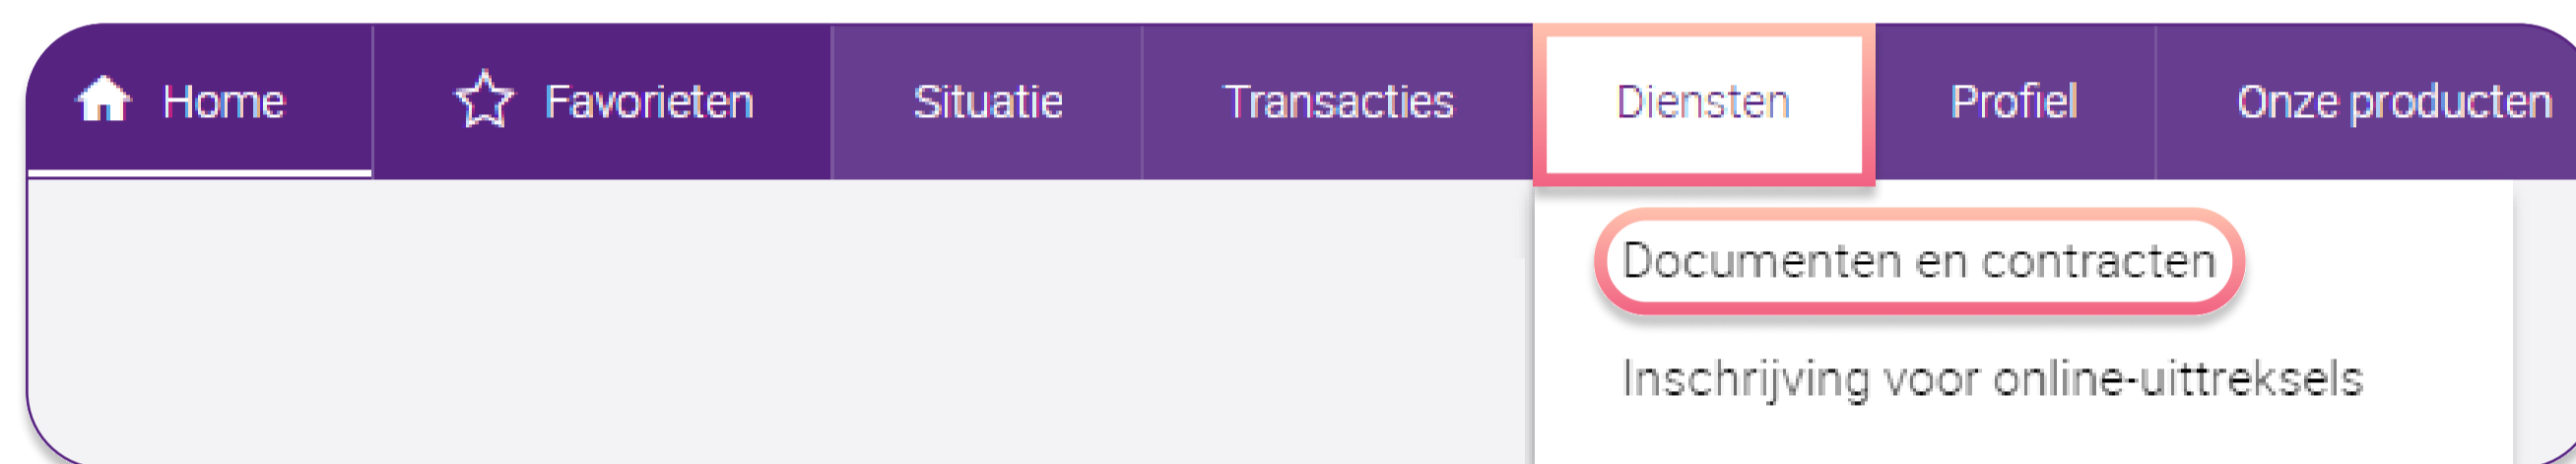 Home Favorieten Situatie Transacties Diensten Profiel Onze producten
Documenten en contracten
Inschrijving voor online-uittreksels